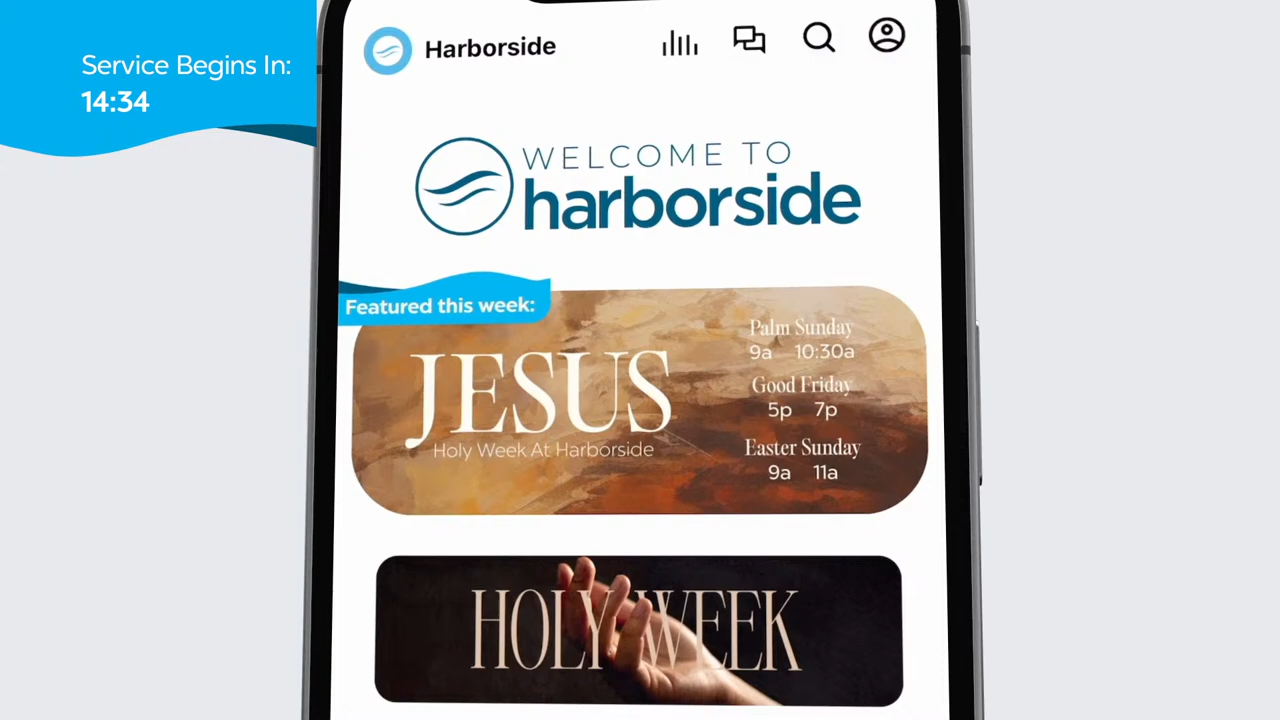 Service Begins In:
14:34
Harborside
WELCOME TO
harborside
Featured this week:
JESUS
Holy Week At Harborside
Palm Sunday
9a 10:30a
Good Friday
5p 7p
Easter Sunday
9a 11a
HOLY WEEK